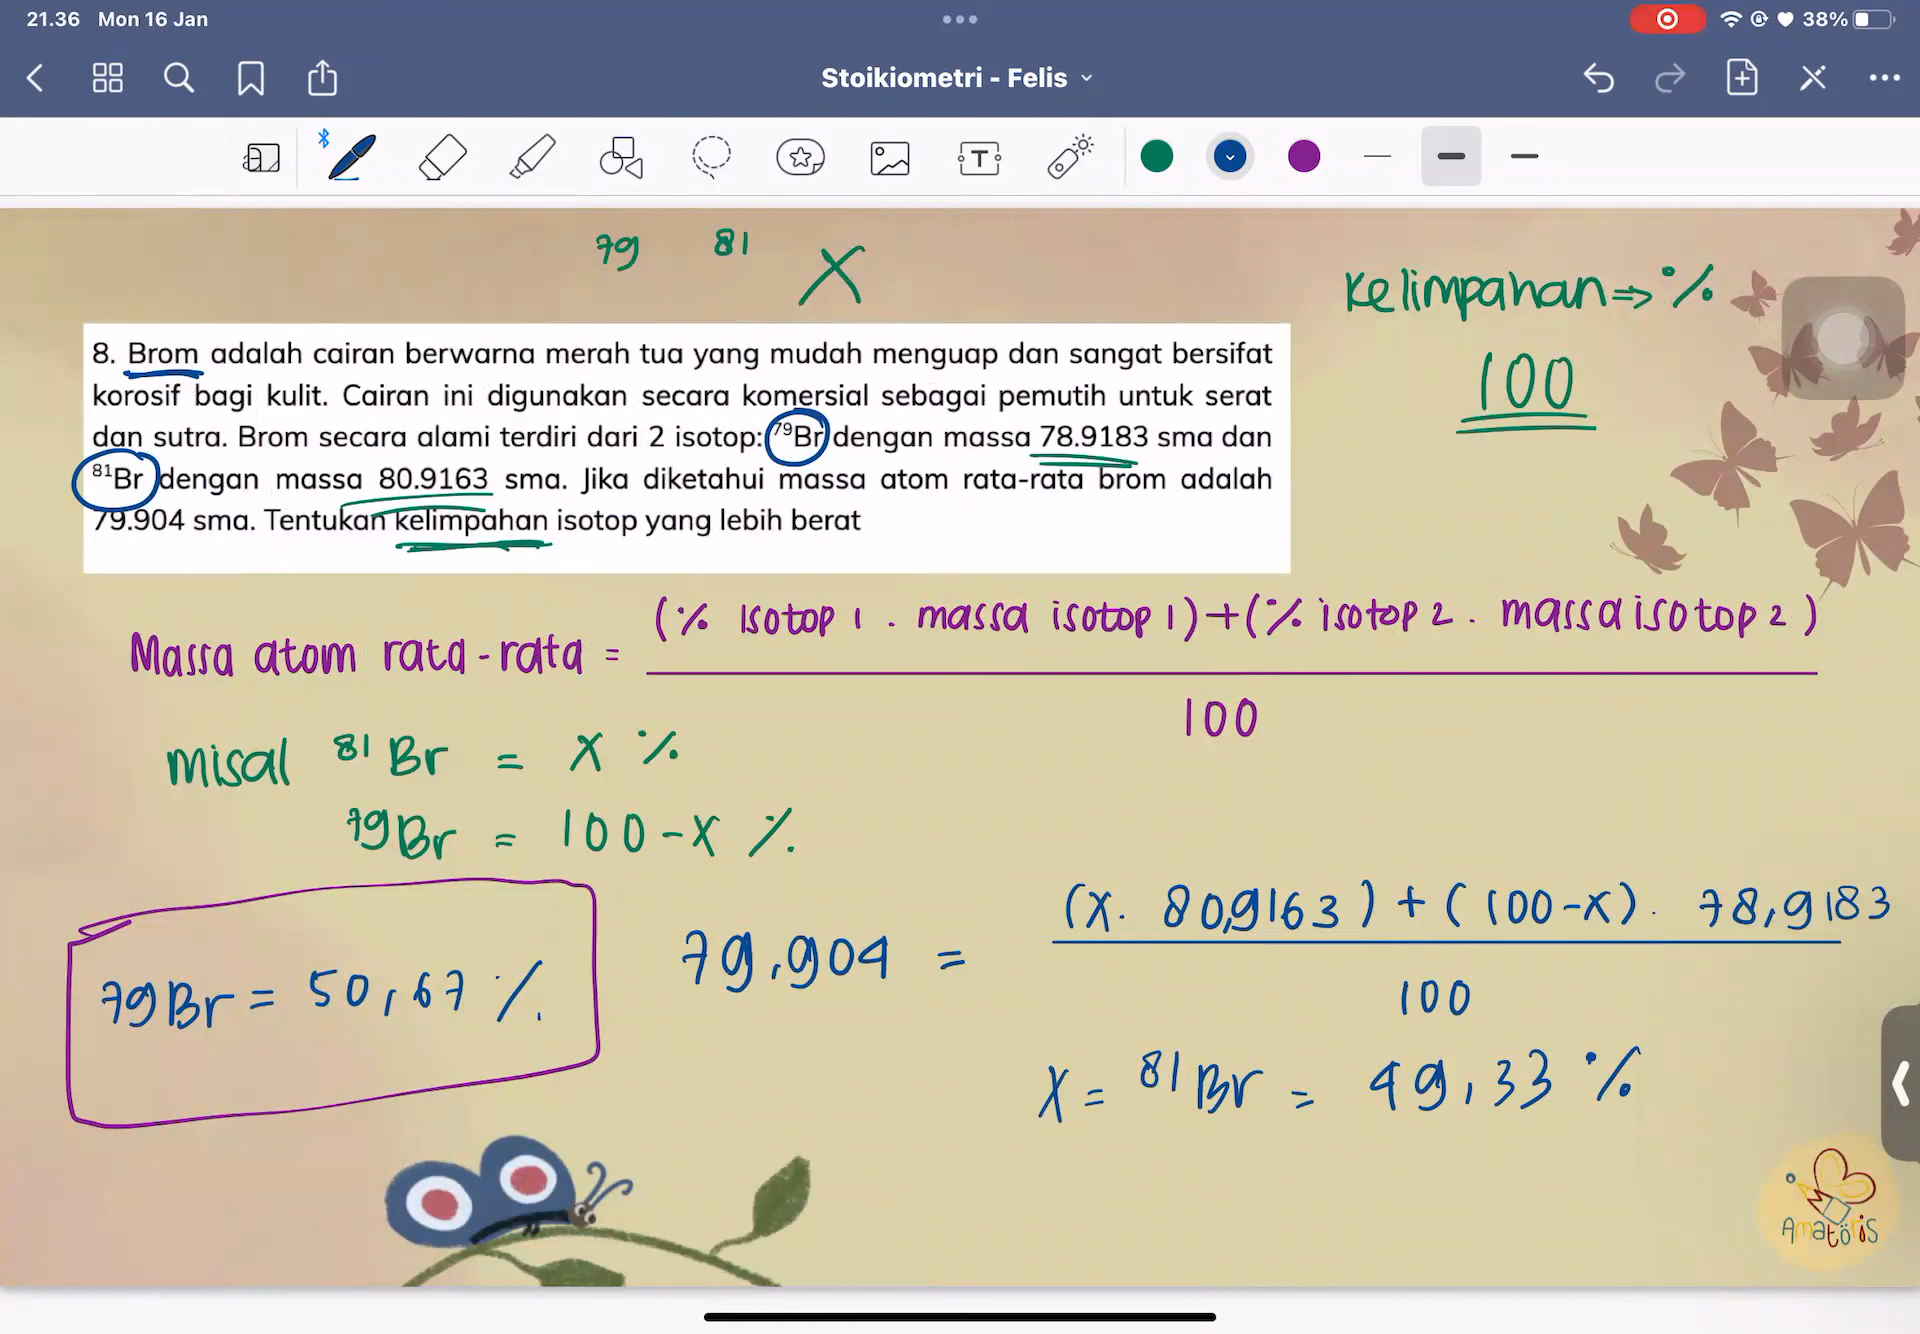 21.36 Mon 16 Jan
38%
Stoikiometri - Felis
79 81 X
Kelimpahan => %
100
8. Brom adalah cairan berwarna merah tua yang mudah menguap dan sangat bersifat
korosif bagi kulit. Cairan ini digunakan secara komersial sebagai pemutih untuk serat
dan sutra. Brom secara alami terdiri dari 2 isotop: ⁷⁹Br dengan massa 78.9183 sma dan
⁸¹Br dengan massa 80.9163 sma. Jika diketahui massa atom rata-rata brom adalah
79.904 sma. Tentukan kelimpahan isotop yang lebih berat
(% Isotop 1 . massa isotop 1) + (% isotop 2 . massa isotop 2)
Massa atom rata-rata =
100
misal ⁸¹Br = X %
⁷⁹Br = 100 - X %
(X. 80,9163) + (100-X). 78,9183
79,904 =
100
79Br = 50,67 %
X = ⁸¹Br = 49,33 %
Amatöris